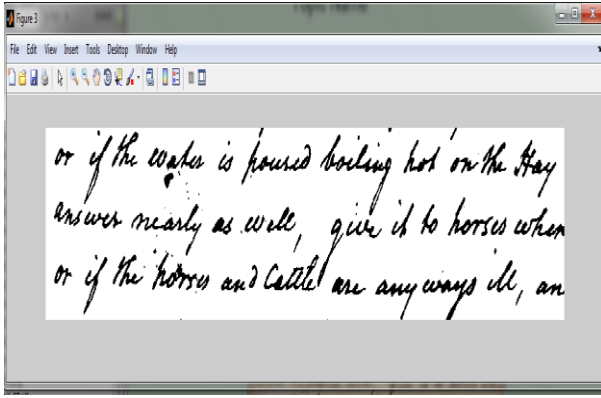 Figure 3
File Edit View Insert Tools Desktop Window Help
or if the water is poured boiling hot on the Hay
answer nearly as well, give it to horses when
or if the horses and Cattle are any ways ill, an